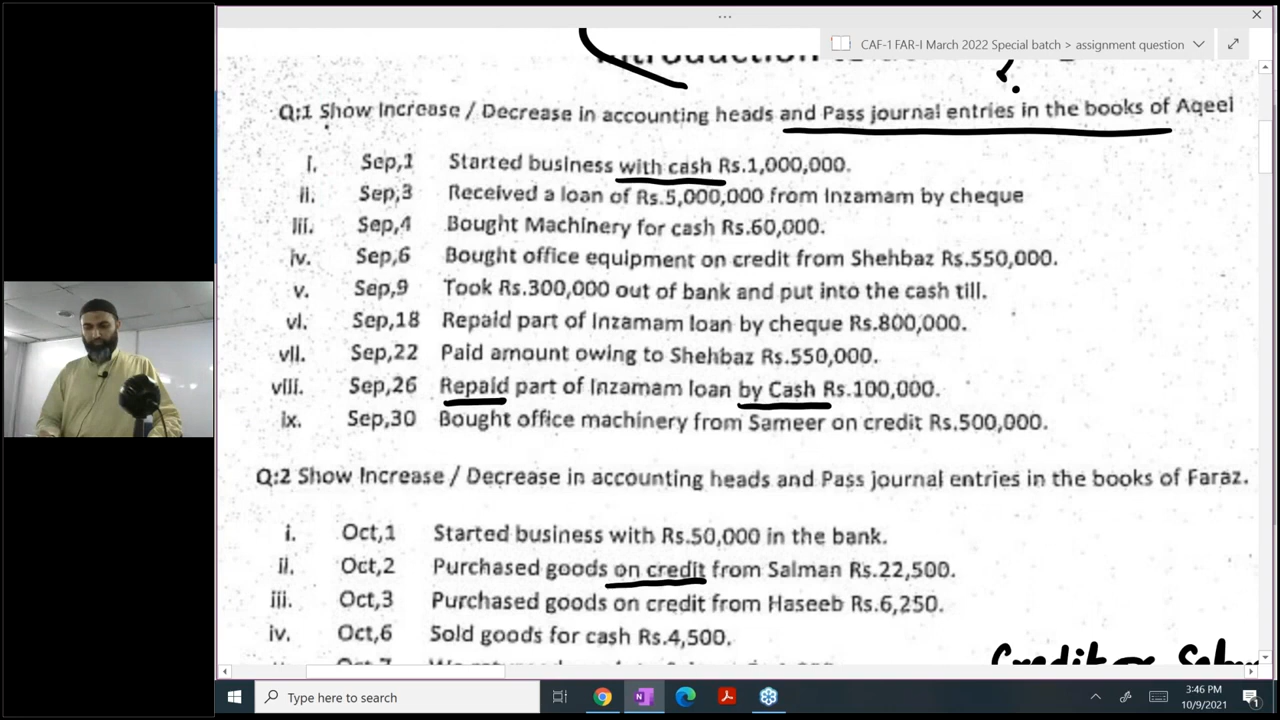 CAF-1 FAR-I March 2022 Special batch > assignment question
Introduction
Q:1 Show Increase / Decrease in accounting heads and Pass journal entries in the books of Aqeel
i. Sep,1 Started business with cash Rs.1,000,000.
ii. Sep,3 Received a loan of Rs.5,000,000 from Inzamam by cheque
iii. Sep,4 Bought Machinery for cash Rs.60,000.
iv. Sep,6 Bought office equipment on credit from Shehbaz Rs.550,000.
v. Sep,9 Took Rs.300,000 out of bank and put into the cash till.
vi. Sep,18 Repaid part of Inzamam loan by cheque Rs.800,000.
vii. Sep,22 Paid amount owing to Shehbaz Rs.550,000.
viii. Sep,26 Repaid part of Inzamam loan by Cash Rs.100,000.
ix. Sep,30 Bought office machinery from Sameer on credit Rs.500,000.
Q:2 Show Increase / Decrease in accounting heads and Pass journal entries in the books of Faraz.
i. Oct,1 Started business with Rs.50,000 in the bank.
ii. Oct,2 Purchased goods on credit from Salman Rs.22,500.
iii. Oct,3 Purchased goods on credit from Haseeb Rs.6,250.
iv. Oct,6 Sold goods for cash Rs.4,500.
Credit
Type here to search
3:46 PM
10/9/2021
1